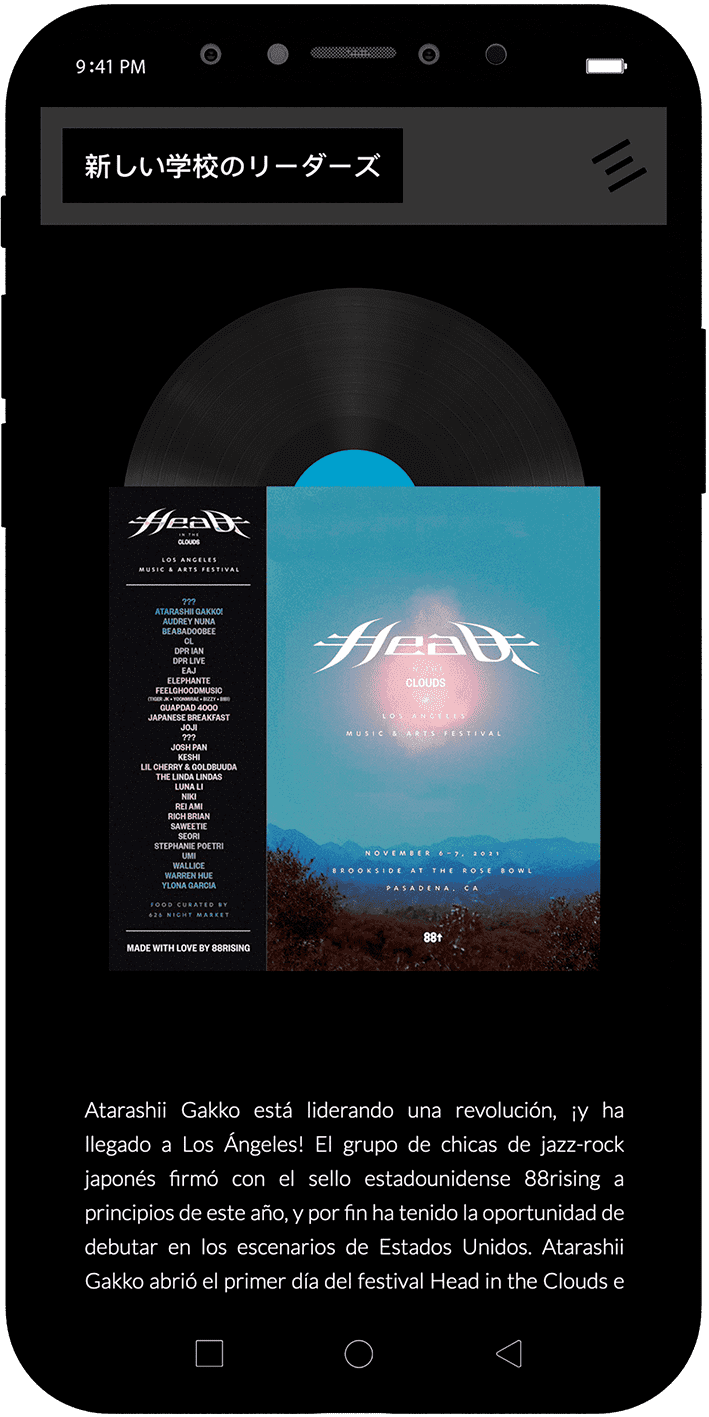 9:41 PM
新しい学校のリーダーズ
Head
IN THE
CLOUDS
LOS ANGELES
MUSIC & ARTS FESTIVAL
???
ATARASHII GAKKO!
AUDREY NUNA
BEABADOOBEE
CL
DPR IAN
DPR LIVE
EAJ
ELEPHANTE
FEELGHOODMUSIC
(TIGER JK • YOONMIRAE • BIZZY • BIBI)
GUAPDAD 4000
JAPANESE BREAKFAST
JOJI
???
JOSH PAN
KESHI
LIL CHERRY & GOLDBUUDA
THE LINDA LINDAS
LUNA LI
NIKI
REI AMI
RICH BRIAN
SAWEETIE
SEORI
STEPHANIE POETRI
UMI
WALLICE
WARREN HUE
YLONA GARCIA
FOOD CURATED BY
626 NIGHT MARKET
MADE WITH LOVE BY 88RISING
Head
IN THE
CLOUDS
LOS ANGELES
MUSIC & ARTS FESTIVAL
NOVEMBER 6-7, 2021
BROOKSIDE AT THE ROSE BOWL
PASADENA, CA
88↑
Atarashii Gakko está liderando una revolución, ¡y ha
llegado a Los Ángeles! El grupo de chicas de jazz-rock
japonés firmó con el sello estadounidense 88rising a
principios de este año, y por fin ha tenido la oportunidad de
debutar en los escenarios de Estados Unidos. Atarashii
Gakko abrió el primer día del festival Head in the Clouds e